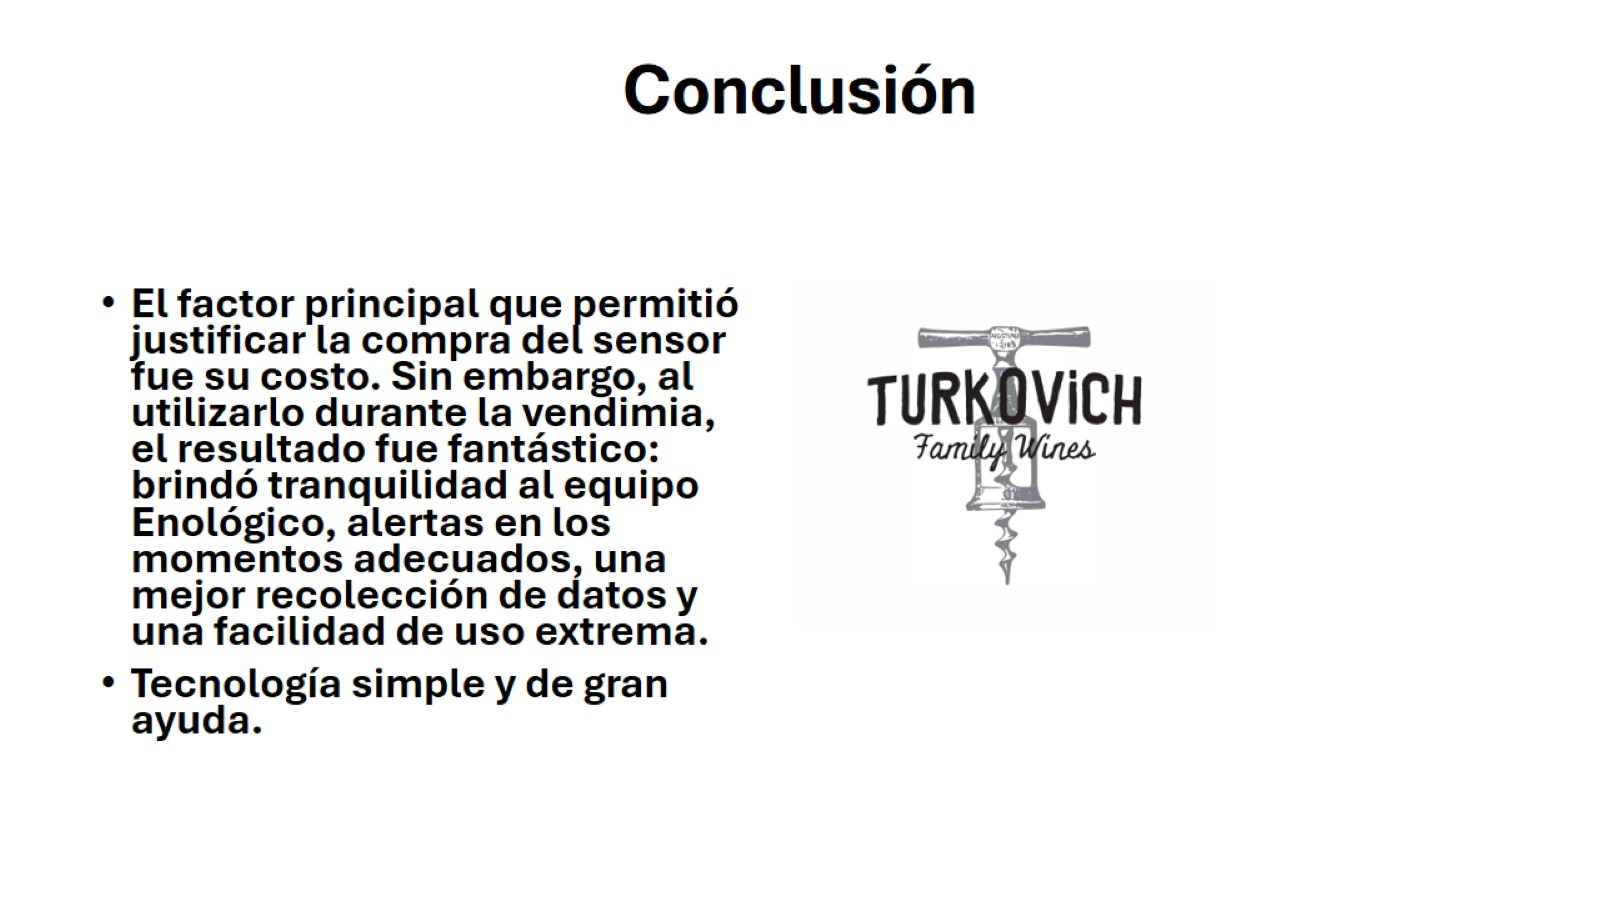 Conclusión
• El factor principal que permitió
justificar la compra del sensor
fue su costo. Sin embargo, al
utilizarlo durante la vendimia,
el resultado fue fantástico:
brindó tranquilidad al equipo
Enológico, alertas en los
momentos adecuados, una
mejor recolección de datos y
una facilidad de uso extrema.
• Tecnología simple y de gran
ayuda.
TURKOViCH
Family Wines